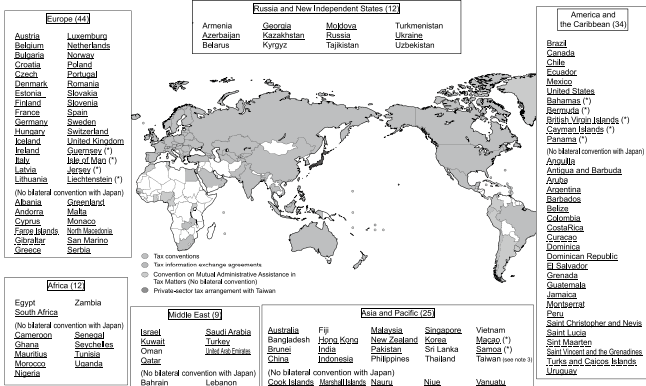 Russia and New Independent States (12)
Armenia Georgia Moldova Turkmenistan
Azerbaijan Kazakhstan Russia Ukraine
Belarus Kyrgyz Tajikistan Uzbekistan
Europe (44)
Austria Luxemburg
Belgium Netherlands
Bulgaria Norway
Croatia Poland
Czech Portugal
Denmark Romania
Estonia Slovakia
Finland Slovenia
France Spain
Germany Sweden
Hungary Switzerland
Iceland United Kingdom
Ireland Guernsey (*)
Italy Isle of Man (*)
Latvia Jersey (*)
Lithuania Liechtenstein (*)
(No bilateral convention with Japan)
Albania Greenland
Andorra Malta
Cyprus Monaco
Faroe Islands North Macedonia
Gibraltar San Marino
Greece Serbia
America and
the Caribbean (34)
Brazil
Canada
Chile
Ecuador
Mexico
United States
Bahamas (*)
Bermuda (*)
British Virgin Islands (*)
Cayman Islands (*)
Panama (*)
(No bilateral convention with Japan)
Anguilla
Antigua and Barbuda
Aruba
Argentina
Barbados
Belize
Colombia
CostaRica
Curaçao
Dominica
Dominican Republic
El Salvador
Grenada
Guatemala
Jamaica
Montserrat
Peru
Saint Christopher and Nevis
Saint Lucia
Sint Maarten
Saint Vincent and the Grenadines
Turks and Caicos Islands
Uruguay
Tax conventions
Tax information exchange agreements
Convention on Mutual Administrative Assistance in
Tax Matters (No bilateral convention)
Private-sector tax arrangement with Taiwan
Africa (12)
Egypt Zambia
South Africa
(No bilateral convention with Japan)
Cameroon Senegal
Ghana Seychelles
Mauritius Tunisia
Morocco Uganda
Nigeria
Middle East (9)
Israel Saudi Arabia
Kuwait Turkey
Oman United Arab Emirates
Qatar
(No bilateral convention with Japan)
Bahrain Lebanon
Asia and Pacific (25)
Australia Fiji Malaysia Singapore Vietnam
Bangladesh Hong Kong New Zealand Korea Macao (*)
Brunei India Pakistan Sri Lanka Samoa (*)
China Indonesia Philippines Thailand Taiwan (see note 3)
(No bilateral convention with Japan)
Cook Islands Marshall Islands Nauru Niue Vanuatu